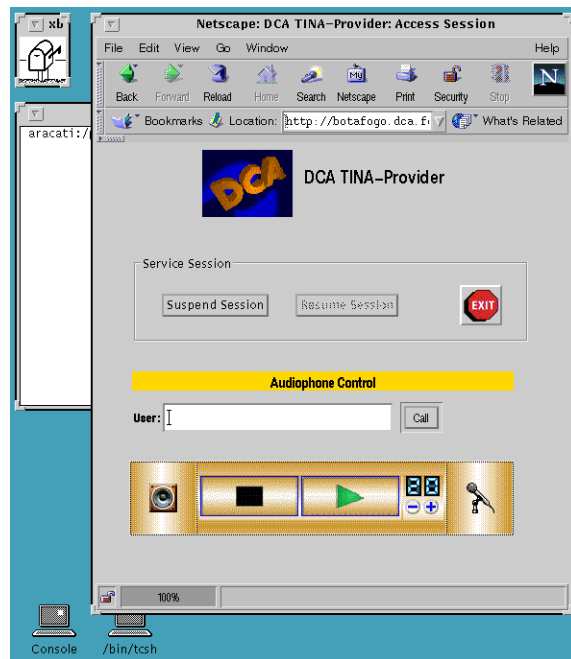 xb
Netscape: DCA TINA-Provider: Access Session
File Edit View Go Window Help
Back Forward Reload Home Search Netscape Print Security Stop
My
N
Bookmarks Location: http://botafogo.dca.f What's Related
aracati:/
DCA
DCA TINA-Provider
Service Session
Suspend Session Resume Session EXIT
Audiophone Control
User: Call
100%
Console /bin/tcsh